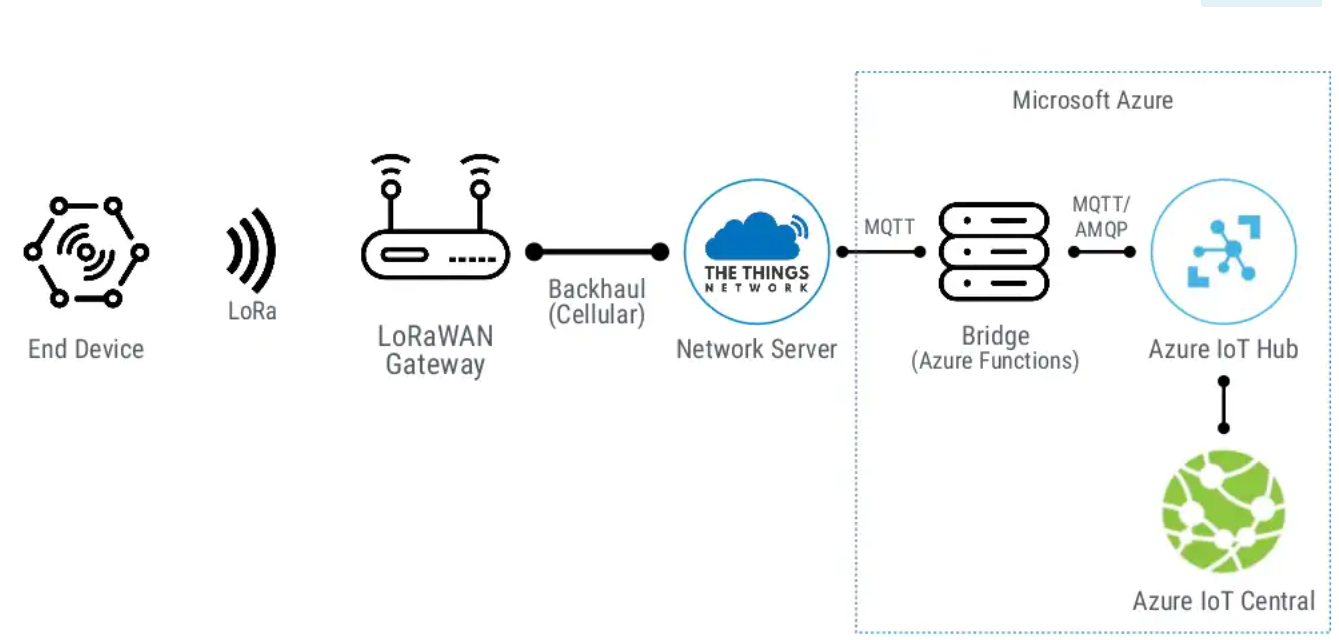 Microsoft Azure
THE THINGS
NETWORK
MQTT
MQTT/
AMQP
LoRa
End Device
LoRaWAN
Gateway
Backhaul
(Cellular)
Network Server
Bridge
(Azure Functions)
Azure IoT Hub
Azure IoT Central